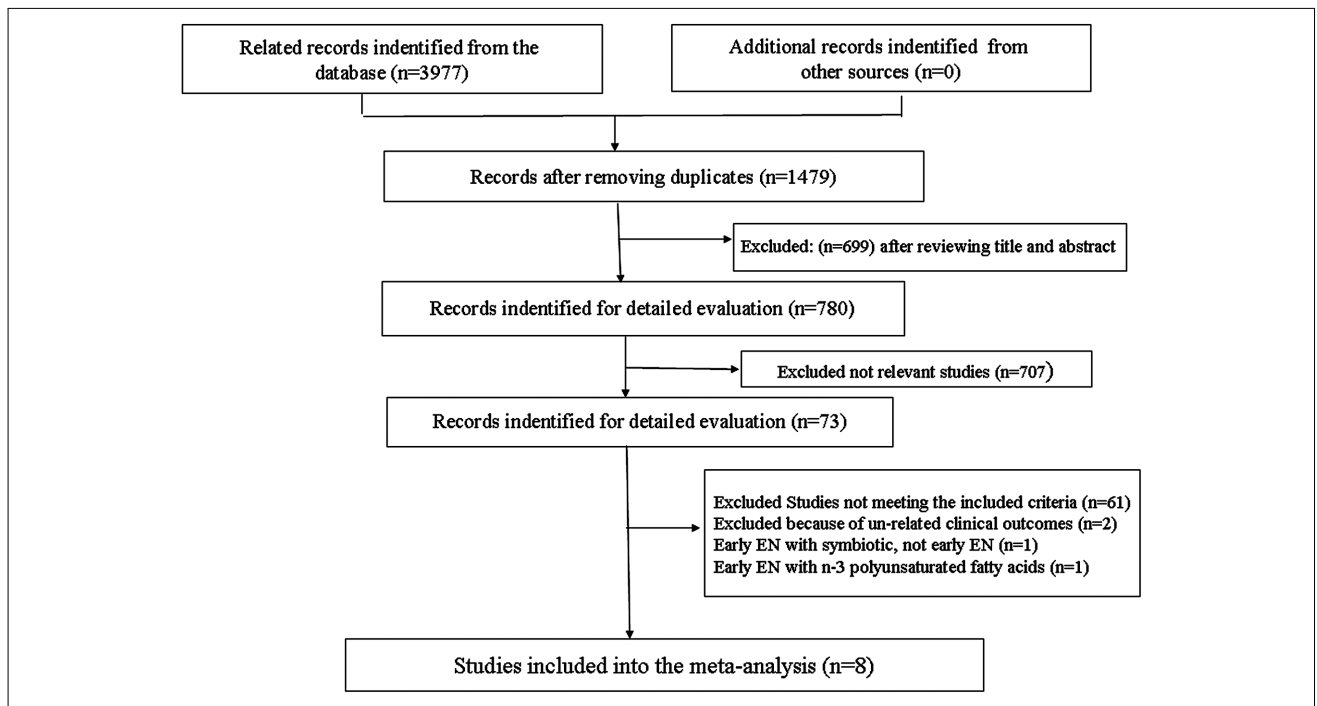 Related records indentified from the
database (n=3977)
Additional records indentified from
other sources (n=0)
Records after removing duplicates (n=1479)
Excluded: (n=699) after reviewing title and abstract
Records indentified for detailed evaluation (n=780)
Excluded not relevant studies (n=707)
Records indentified for detailed evaluation (n=73)
Excluded Studies not meeting the included criteria (n=61)
Excluded because of un-related clinical outcomes (n=2)
Early EN with symbiotic, not early EN (n=1)
Early EN with n-3 polyunsaturated fatty acids (n=1)
Studies included into the meta-analysis (n=8)